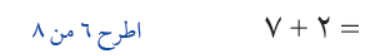 اطرح ٦ من ٨
٧ + ٢ =